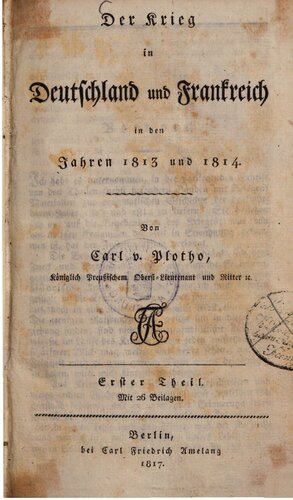 Der Krieg
in
Deutschland und Frankreich
in den
Jahren 1813 und 1814.
Von
Carl v. Plotho,
Königlich Preußischem Oberst-Lieutenant und Ritter ꝛc.
Erster Theil.
Mit 26 Beilagen.
Berlin,
bei Carl Friedrich Amelang
1817.